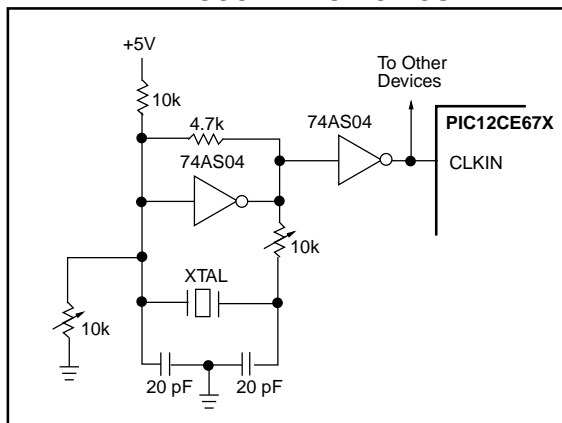 +5V
To Other
Devices
10k
4.7k
74AS04
74AS04
PIC12CE67X
CLKIN
10k
XTAL
10k
20 pF
20 pF